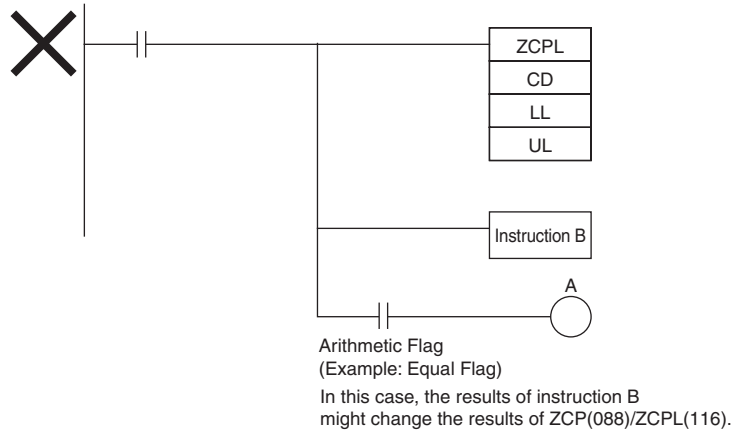 ZCPL
CD
LL
UL
Instruction B
A
Arithmetic Flag
(Example: Equal Flag)
In this case, the results of instruction B
might change the results of ZCP(088)/ZCPL(116).